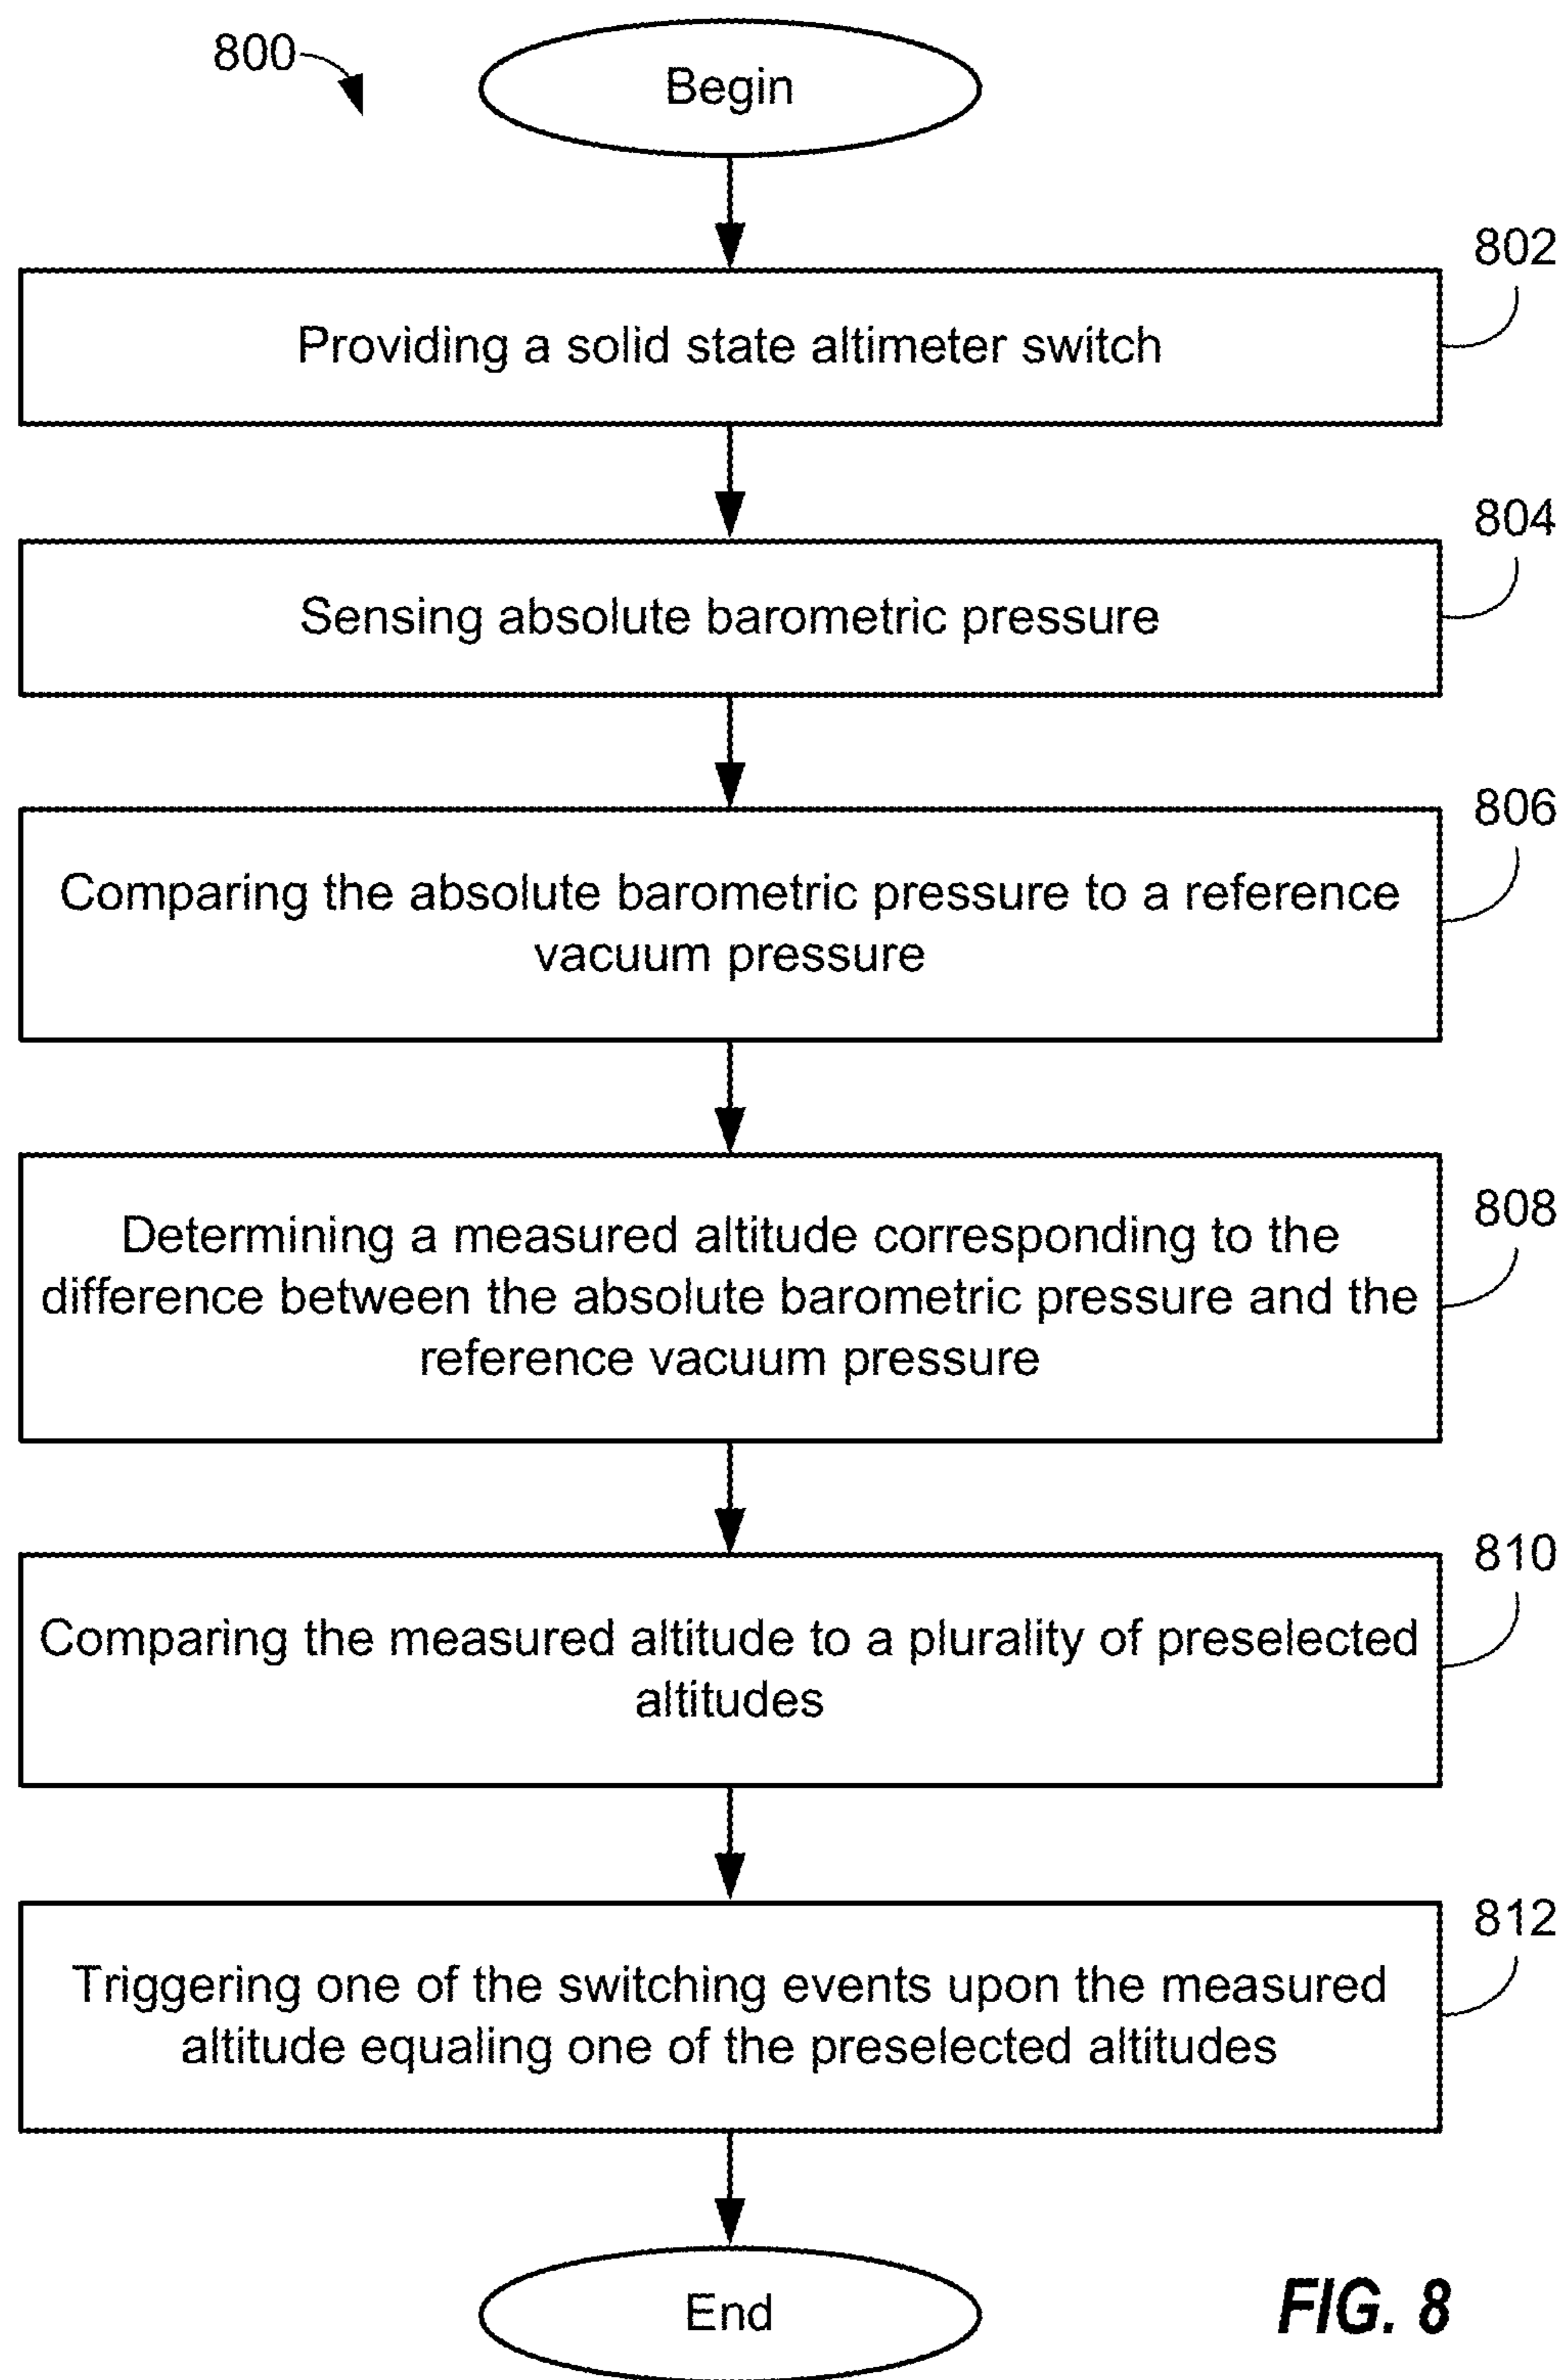 800
Begin
802
Providing a solid state altimeter switch
804
Sensing absolute barometric pressure
806
Comparing the absolute barometric pressure to a reference
vacuum pressure
808
Determining a measured altitude corresponding to the
difference between the absolute barometric pressure and the
reference vacuum pressure
810
Comparing the measured altitude to a plurality of preselected
altitudes
812
Triggering one of the switching events upon the measured
altitude equaling one of the preselected altitudes
End
FIG. 8